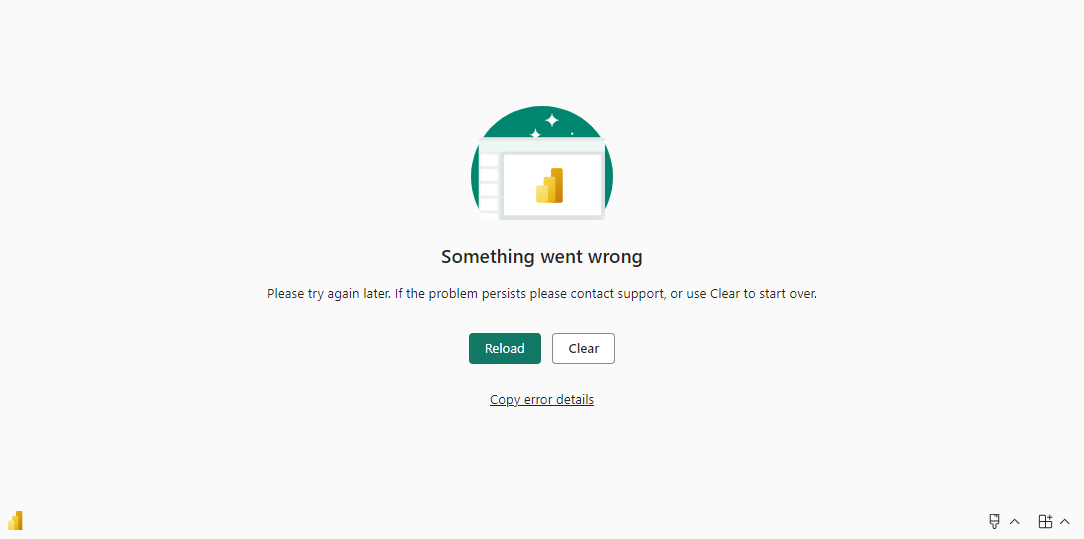 Something went wrong
Please try again later. If the problem persists please contact support, or use Clear to start over.
Reload
Clear
Copy error details